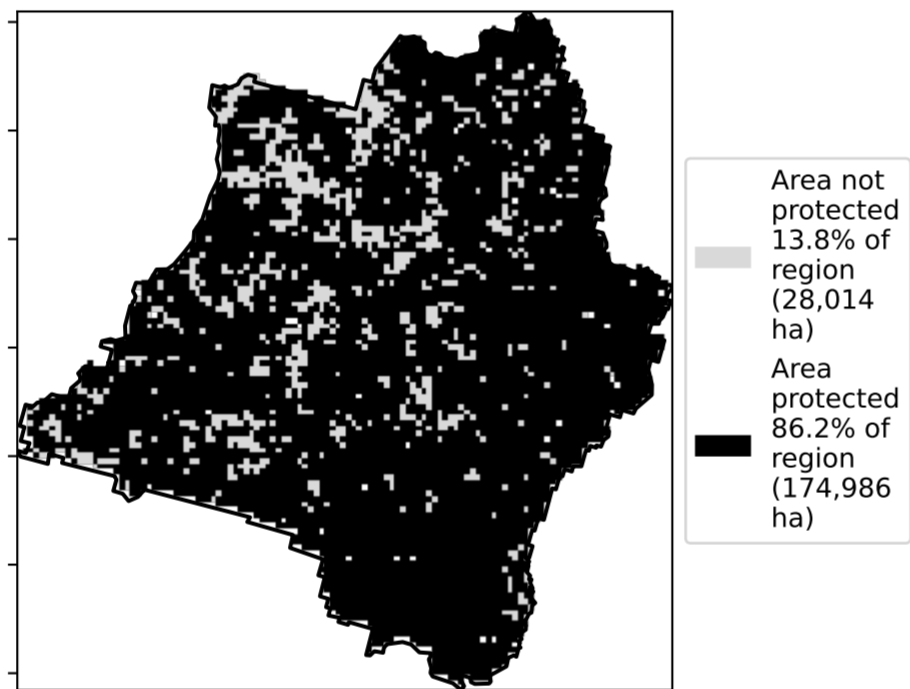 Area not
protected
13.8% of
region
(28,014
ha)
Area
protected
86.2% of
region
(174,986
ha)